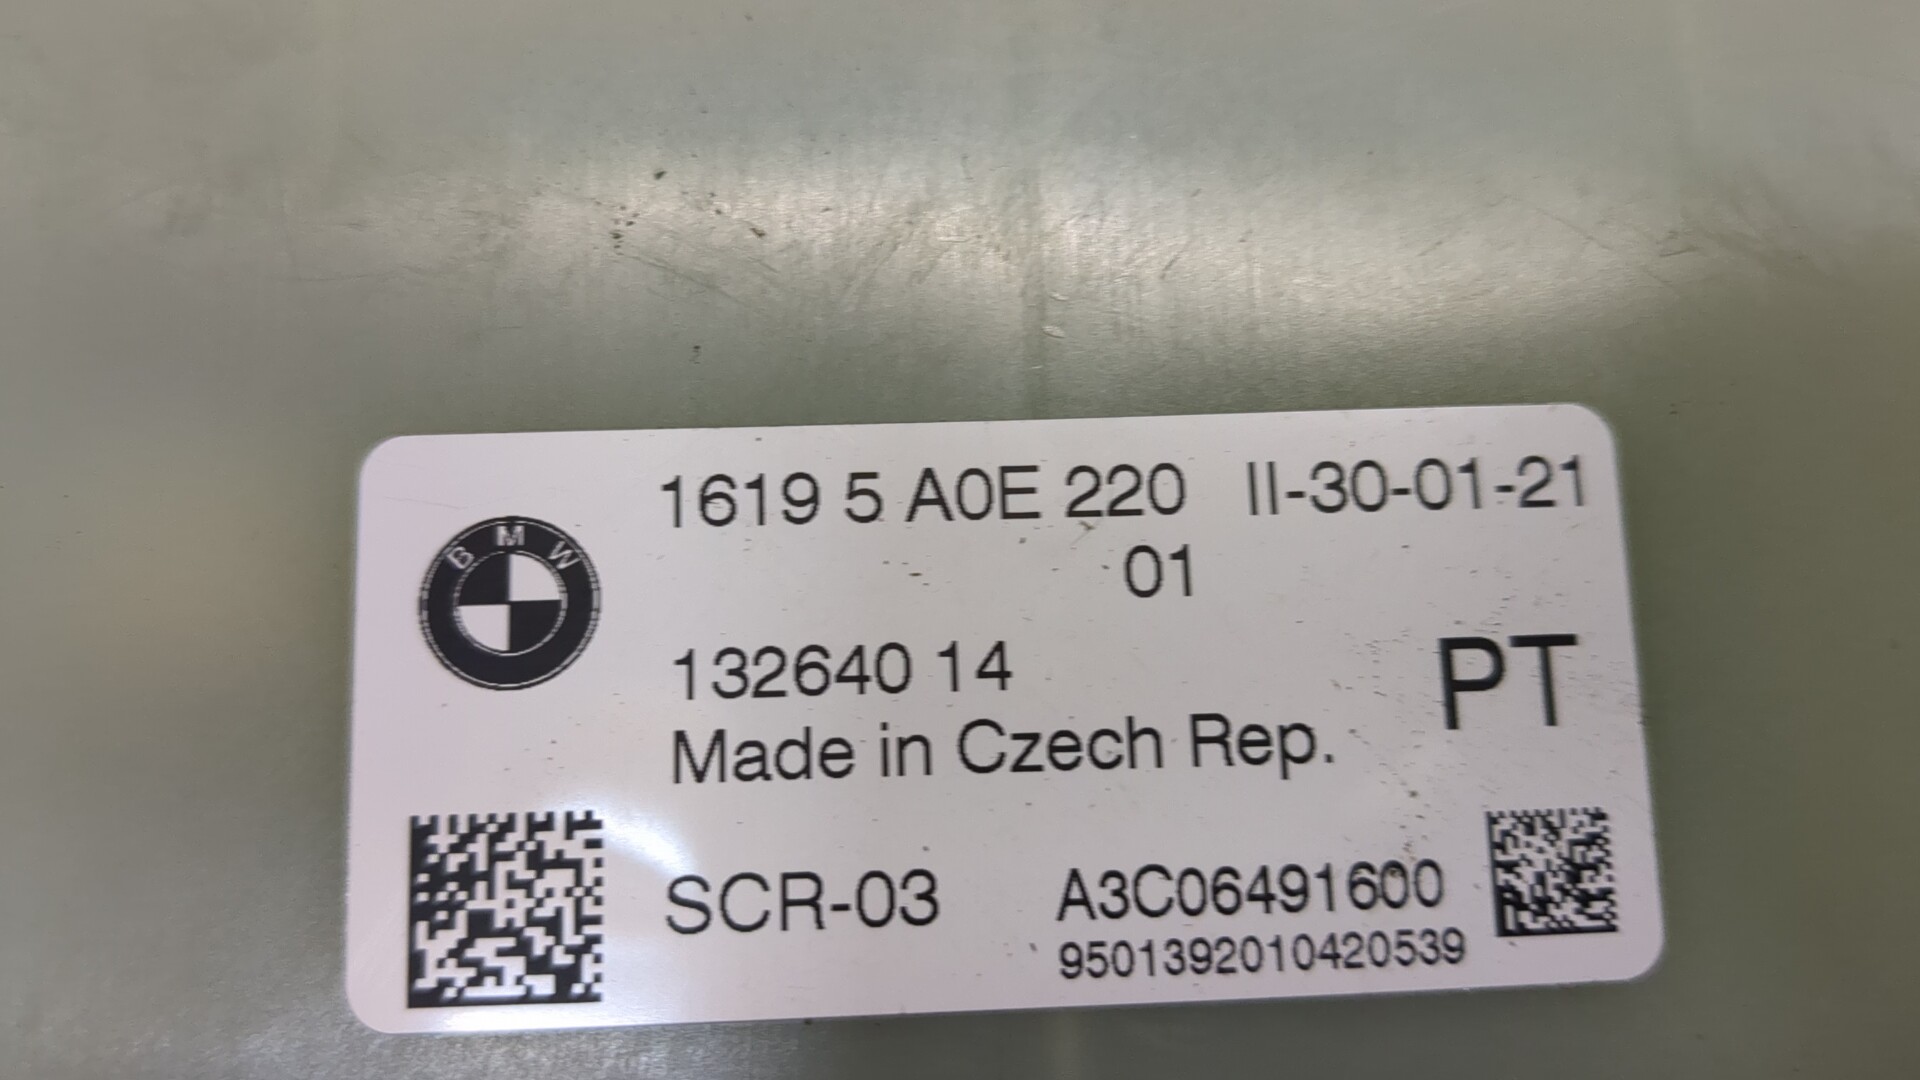 1619 5 A0E 220 II-30-01-21
01
BMW
132640 14
PT
Made in Czech Rep.
SCR-03 A3C06491600
9501392010420539